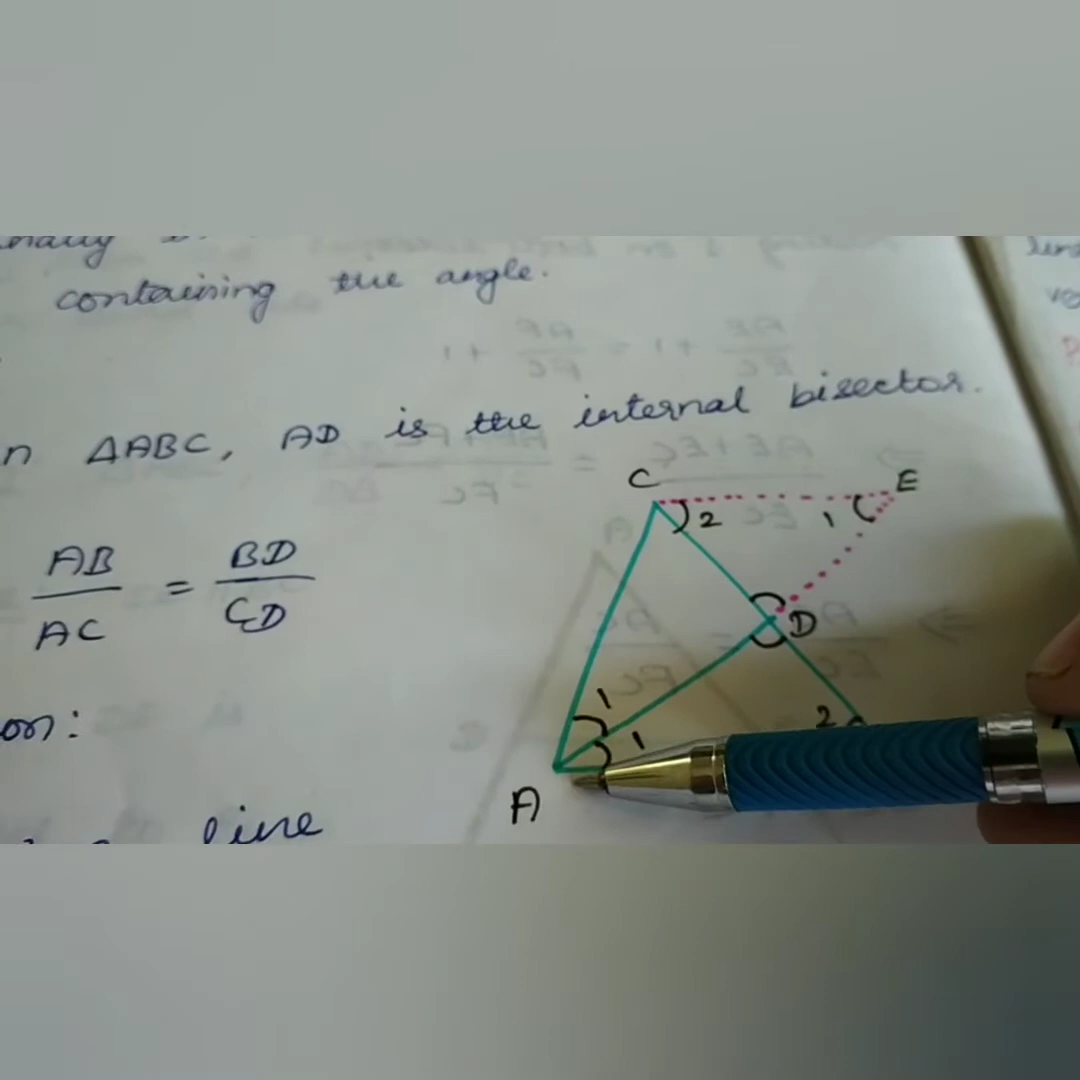 containing the angle.
n ΔABC, AD is the internal bisector.
C E
2 1
AB/AC = BD/CD
D
on:
1
1 2
A
line